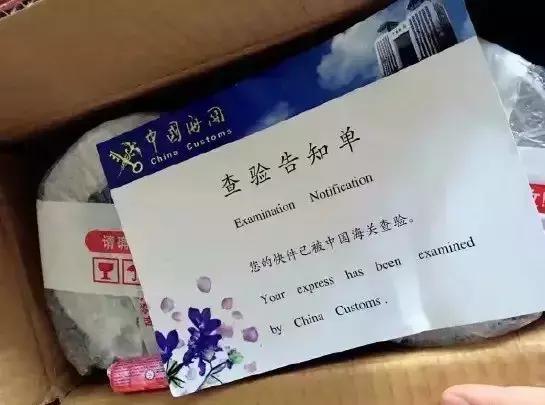 中国海关
China Customs
查验告知单
Examination Notification
您的快件已被中国海关查验。
Your express has been examined
by China Customs.